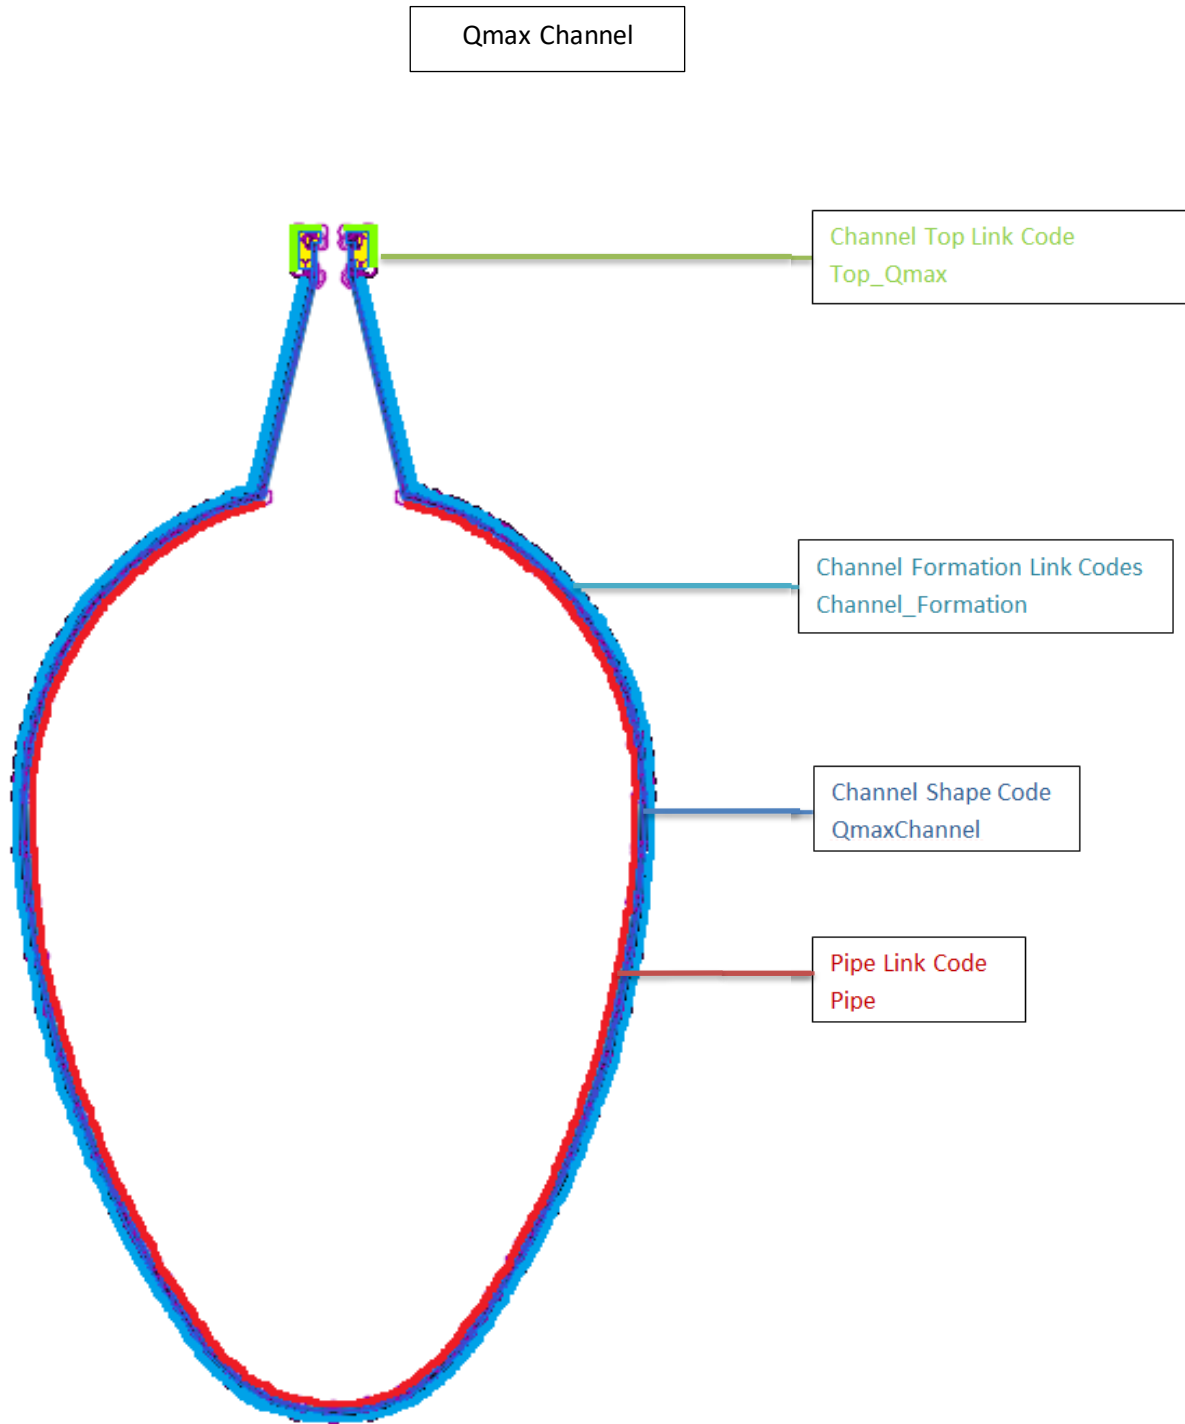 Qmax Channel
Channel Top Link Code
Top_Qmax
Channel Formation Link Codes
Channel_Formation
Channel Shape Code
QmaxChannel
Pipe Link Code
Pipe